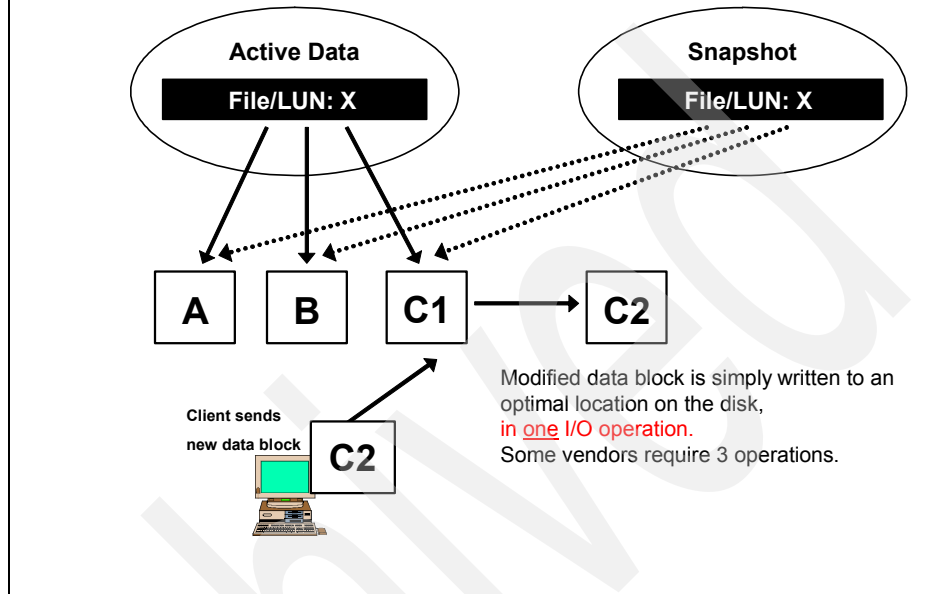 Active Data
File/LUN: X
Snapshot
File/LUN: X
A
B
C1
C2
Modified data block is simply written to an
optimal location on the disk,
in one I/O operation.
Some vendors require 3 operations.
Client sends
new data block
C2